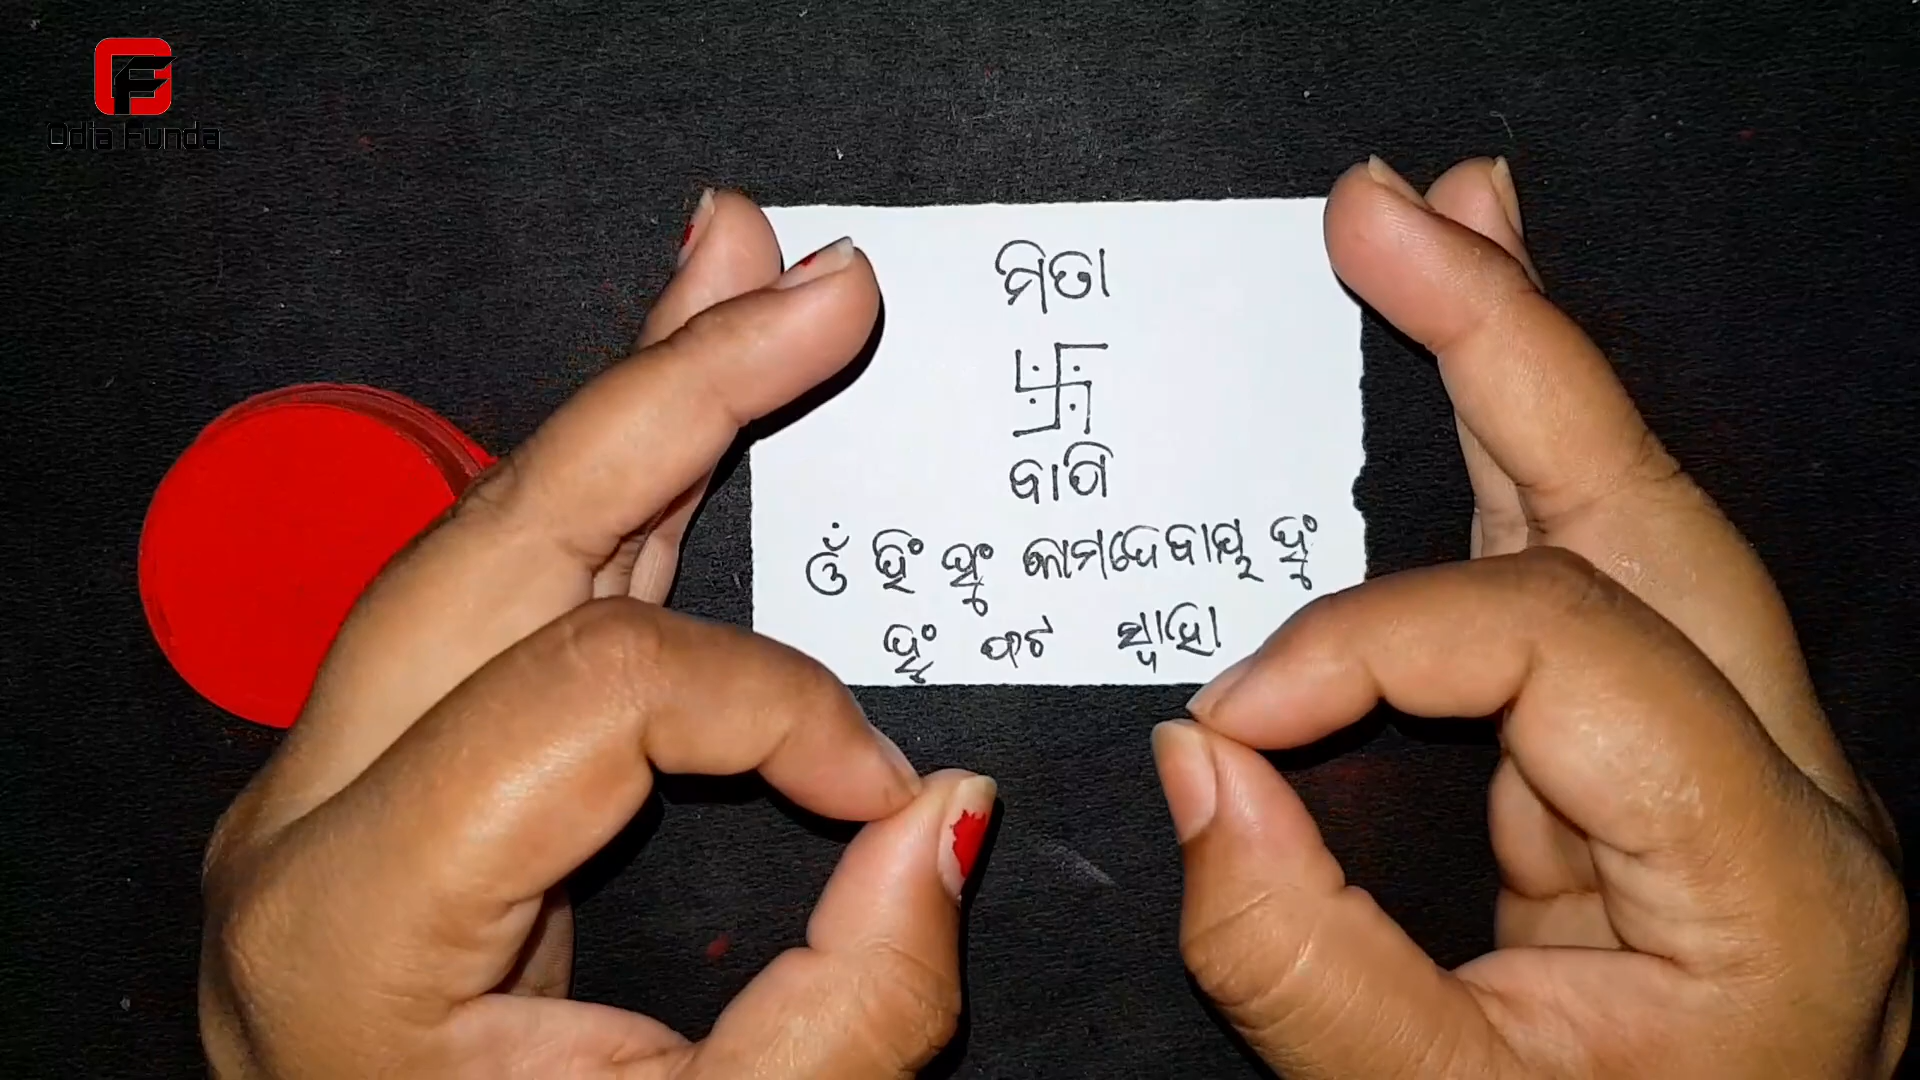 Odia Funda
ମିତା
ବାପି
ଓଁ ହିଂ ସ୍ଫୁଂ କାମଦେବାୟ ସ୍ଫୁଂ
ହୁଂ ଫଟ ସ୍ୱାହା